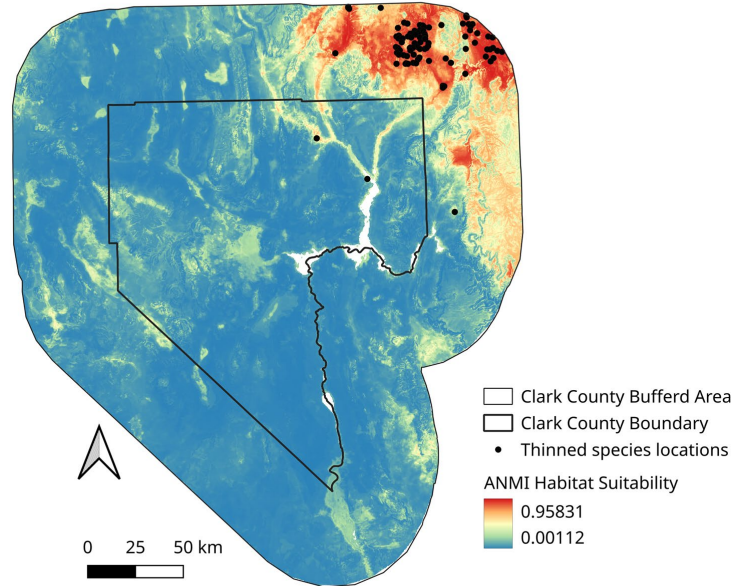 Clark County Bufferd Area
Clark County Boundary
Thinned species locations
ANMI Habitat Suitability
0.95831
0.00112
0 25 50 km